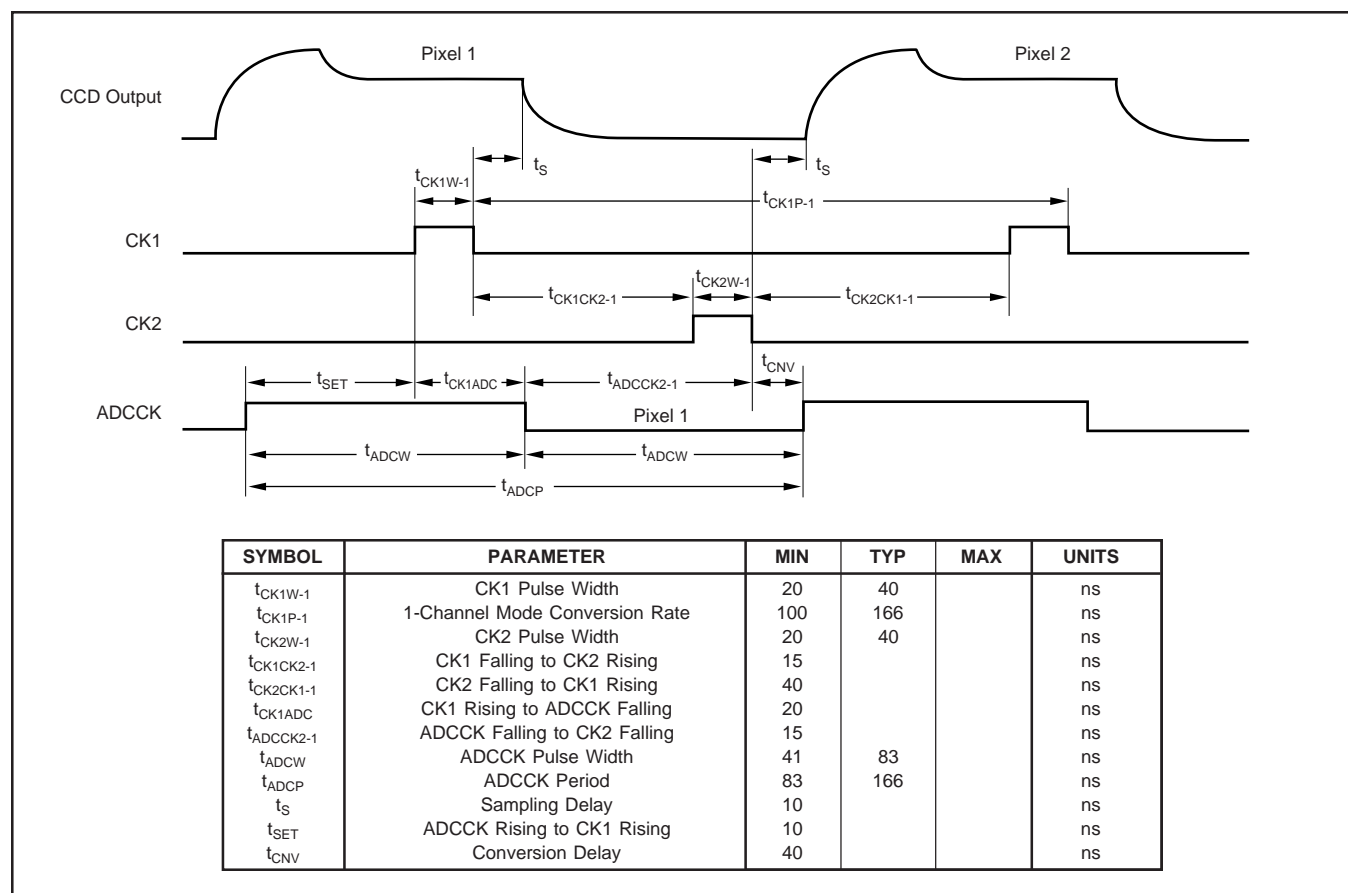 Pixel 1
Pixel 2
CCD Output
tS
tS
tCK1W-1
tCK1P-1
CK1
tCK2W-1
tCK1CK2-1
tCK2CK1-1
CK2
tCNV
tSET
tCK1ADC
tADCCK2-1
ADCCK
Pixel 1
tADCW
tADCW
tADCP
SYMBOL PARAMETER MIN TYP MAX UNITS
tCK1W-1 CK1 Pulse Width 20 40 ns
tCK1P-1 1-Channel Mode Conversion Rate 100 166 ns
tCK2W-1 CK2 Pulse Width 20 40 ns
tCK1CK2-1 CK1 Falling to CK2 Rising 15 ns
tCK2CK1-1 CK2 Falling to CK1 Rising 40 ns
tCK1ADC CK1 Rising to ADCCK Falling 20 ns
tADCCK2-1 ADCCK Falling to CK2 Falling 15 ns
tADCW ADCCK Pulse Width 41 83 ns
tADCP ADCCK Period 83 166 ns
tS Sampling Delay 10 ns
tSET ADCCK Rising to CK1 Rising 10 ns
tCNV Conversion Delay 40 ns